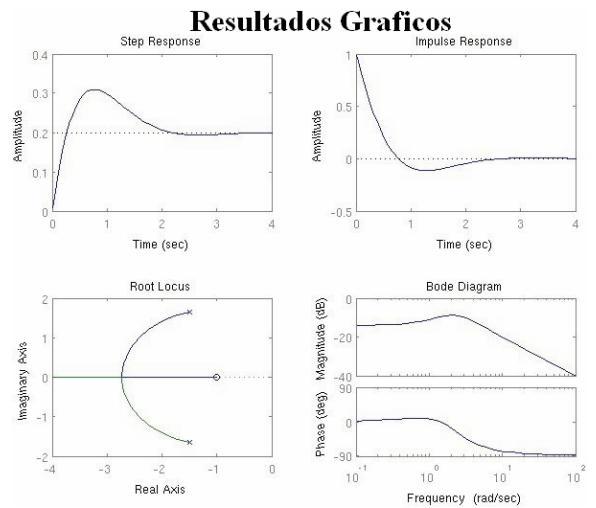 Resultados Graficos
Step Response
Amplitude
0.4
0.3
0.2
0.1
0
0 1 2 3 4
Time (sec)
Impulse Response
Amplitude
1
0.5
0
-0.5
0 1 2 3 4
Time (sec)
Root Locus
Imaginary Axis
2
1
0
-1
-2
-4 -3 -2 -1 0
Real Axis
Bode Diagram
Magnitude (dB)
0
-20
-40
Phase (deg)
90
0
-90
10^-1 10^0 10^1 10^2
Frequency (rad/sec)